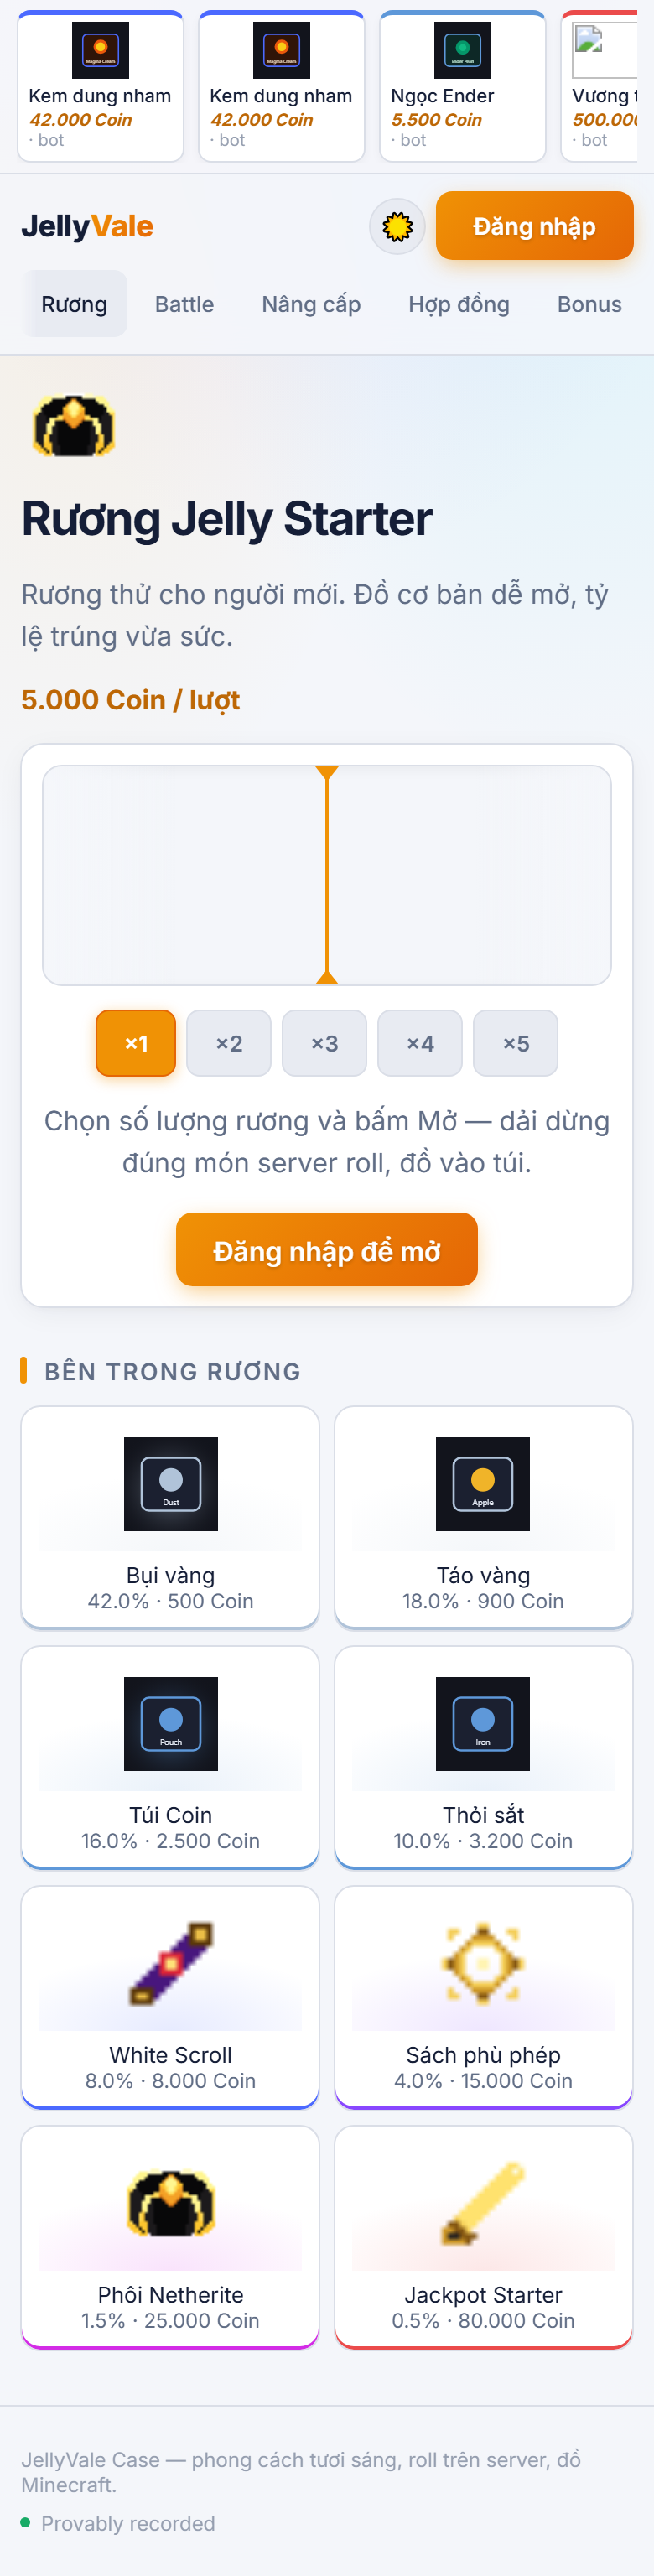 Magma Cream
Magma Cream
Ender Pearl
Kem dung nham
Kem dung nham
Ngọc Ender
Vương
42.000 Coin
42.000 Coin
5.500 Coin
· bot
· bot
· bot
· bot
JellyVale
Đăng nhập
Rương
Battle
Nâng cấp
Hợp đồng
Bonus
Rương Jelly Starter
Rương thử cho người mới. Đồ cơ bản dễ mở, tỷ
lệ trúng vừa sức.
5.000 Coin / lượt
×1
×2
×3
×4
×5
Chọn số lượng rương và bấm Mở — dải dừng
đúng món server roll, đồ vào túi.
Đăng nhập để mở
BÊN TRONG RƯƠNG
Dust
Apple
Bụi vàng
Táo vàng
42.0% · 500 Coin
18.0% · 900 Coin
Pouch
Iron
Túi Coin
Thỏi sắt
16.0% · 2.500 Coin
10.0% · 3.200 Coin
White Scroll
Sách phù phép
8.0% · 8.000 Coin
4.0% · 15.000 Coin
Phôi Netherite
Jackpot Starter
1.5% · 25.000 Coin
0.5% · 80.000 Coin
JellyVale Case — phong cách tươi sáng, roll trên server, đồ
Minecraft.
Provably recorded